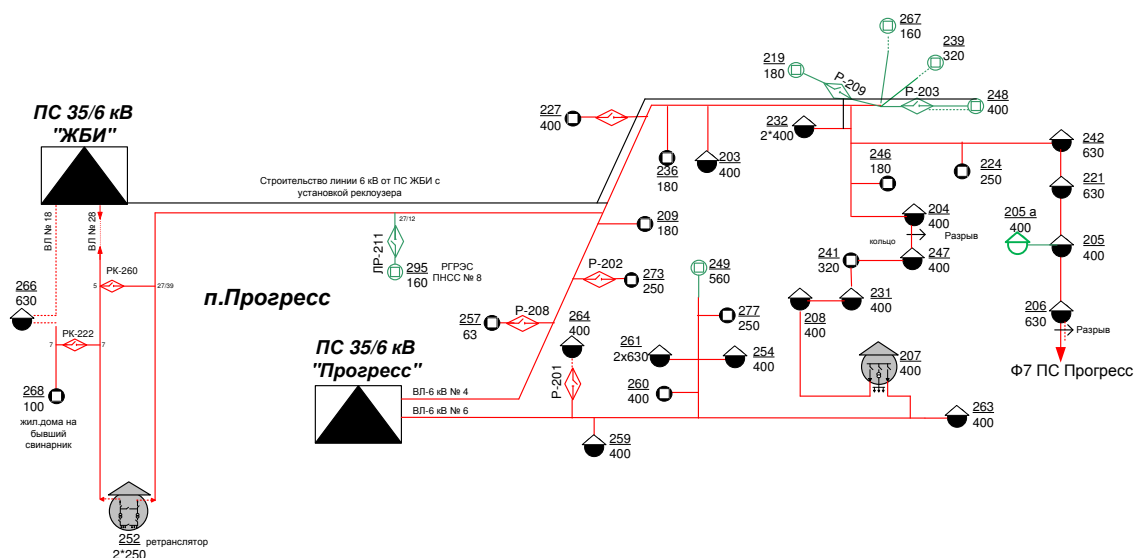 267
160
239
320
219
180
Р-209
Р-203
248
400
ПС 35/6 кВ
"ЖБИ"
227
400
232
2*400
242
630
236
180
203
400
246
180
224
250
221
630
Строительство линии 6 кВ от ПС ЖБИ с
установкой реклоузера
ВЛ № 18
ВЛ № 28
27/12
209
180
204
400
кольцо
Разрыв
205 а
400
205
400
ЛР-211
295
160
РГРЭС
ПНСС № 8
241
320
247
400
РК-260
5
27/39
266
630
п.Прогресс
Р-202
273
250
249
560
231
400
208
400
206
630
Разрыв
257
63
Р-208
264
400
277
250
РК-222
7
7
ПС 35/6 кВ
"Прогресс"
261
2х630
254
400
207
400
Ф7 ПС Прогресс
268
100
жил.дома на
бывший
свинарник
Р-201
ВЛ-6 кВ № 4
260
400
ВЛ-6 кВ № 6
263
400
259
400
252
ретранслятор
2*250